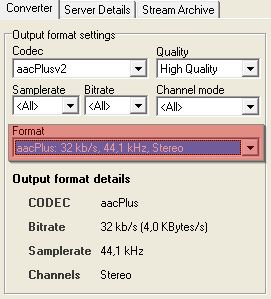 Converter Server Details Stream Archive
Output format settings
Codec Quality
aacPlusv2 High Quality
Samplerate Bitrate Channel mode
<All> <All> <All>
Format
aacPlus: 32 kb/s, 44,1 kHz, Stereo
Output format details
CODEC aacPlus
Bitrate 32 kb/s (4,0 KBytes/s)
Samplerate 44,1 kHz
Channels Stereo